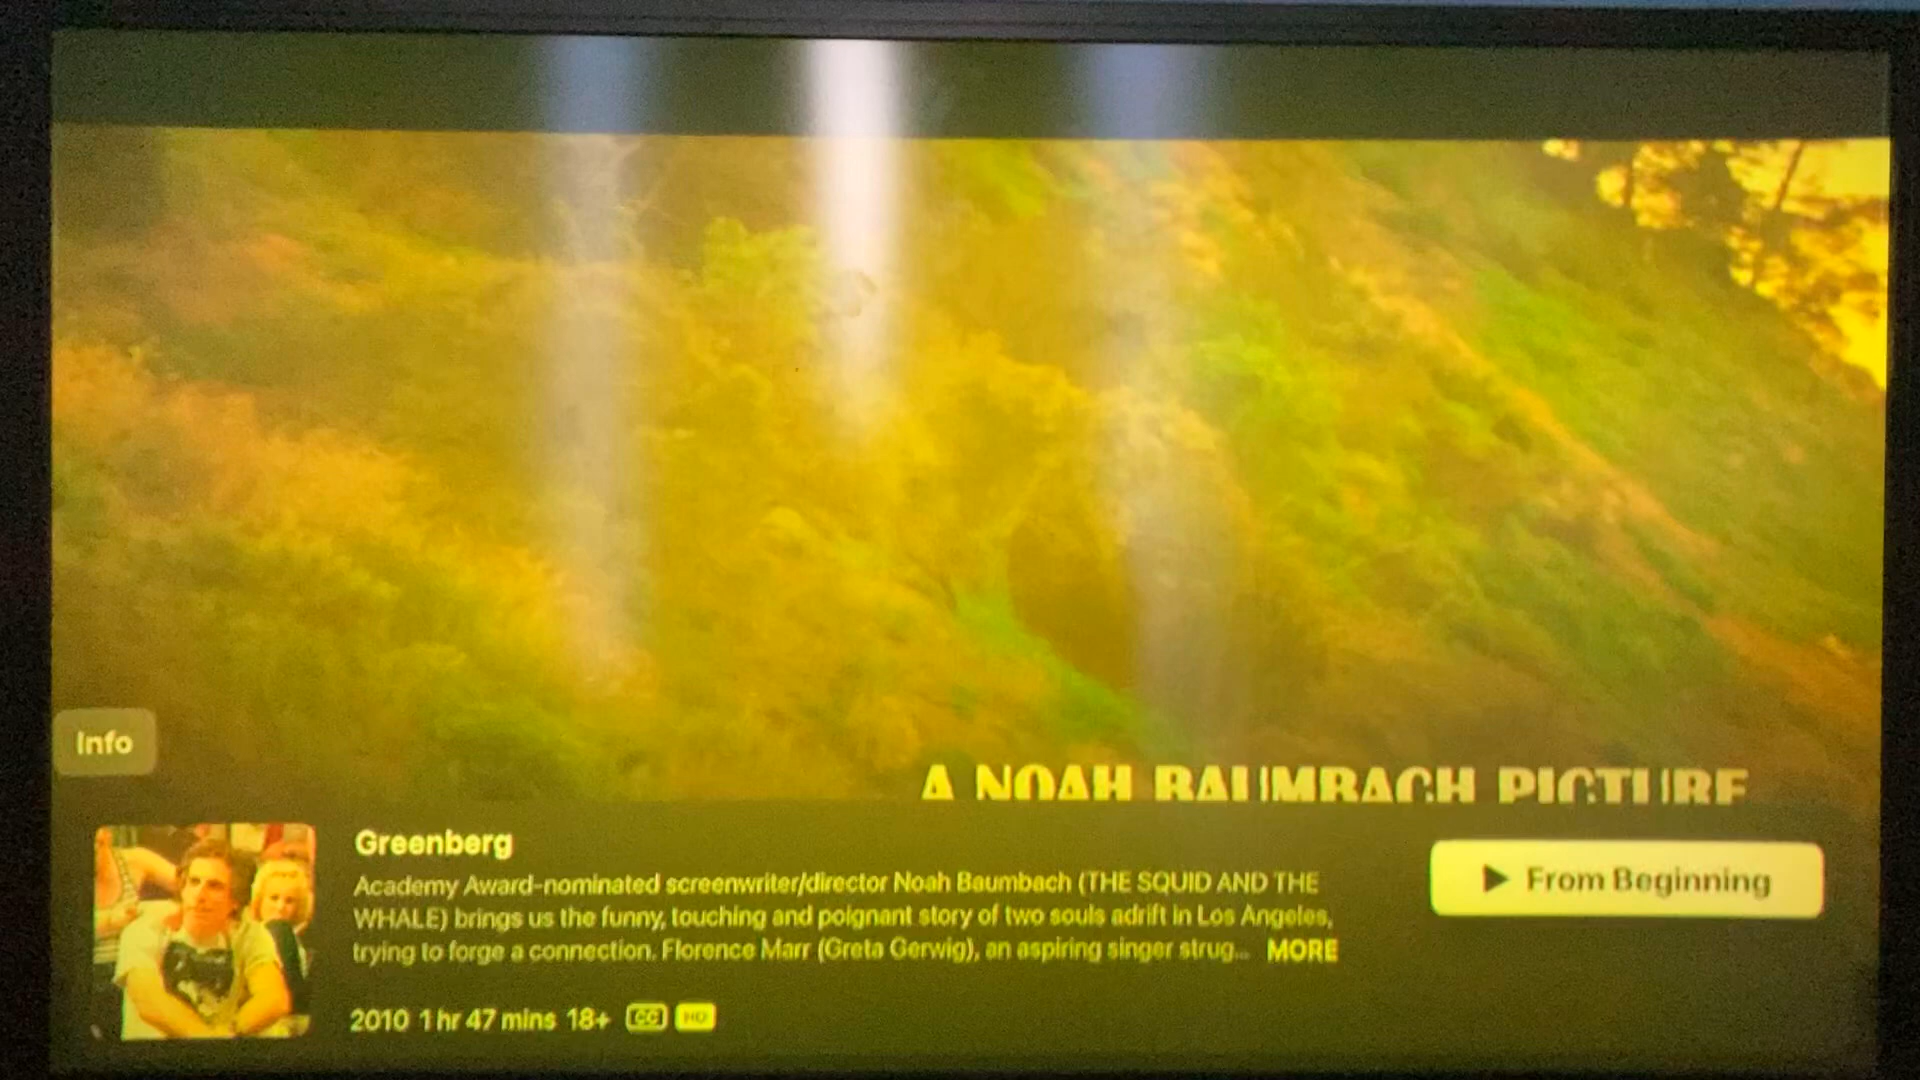 Info
A NOAH BAUMBACH PICTURE
Greenberg
Academy Award-nominated screenwriter/director Noah Baumbach (THE SQUID AND THE
WHALE) brings us the funny, touching and poignant story of two souls adrift in Los Angeles,
trying to forge a connection. Florence Marr (Greta Gerwig), an aspiring singer strug... MORE
From Beginning
2010 1 hr 47 mins 18+ CC HD